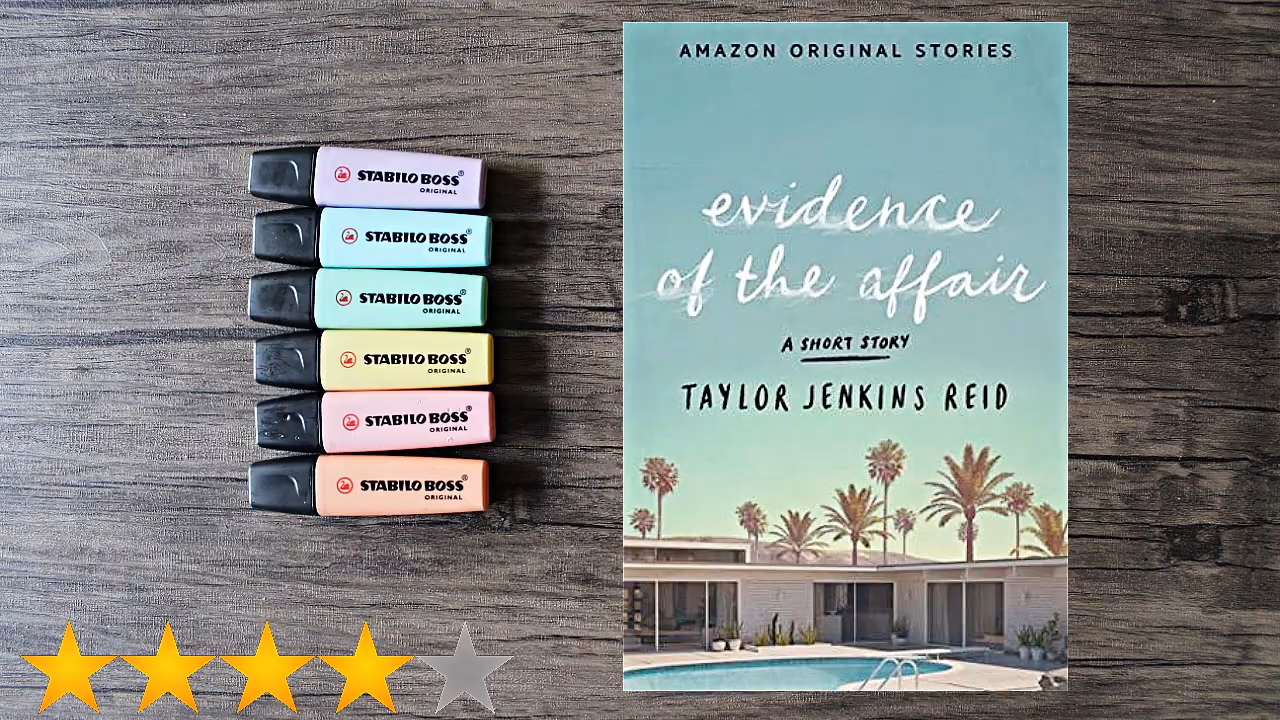 STABILO BOSS®
ORIGINAL
STABILO BOSS®
ORIGINAL
STABILO BOSS®
ORIGINAL
STABILO BOSS®
ORIGINAL
STABILO BOSS®
ORIGINAL
STABILO BOSS®
ORIGINAL
AMAZON ORIGINAL STORIES
evidence
of the affair
A SHORT STORY
TAYLOR JENKINS REID